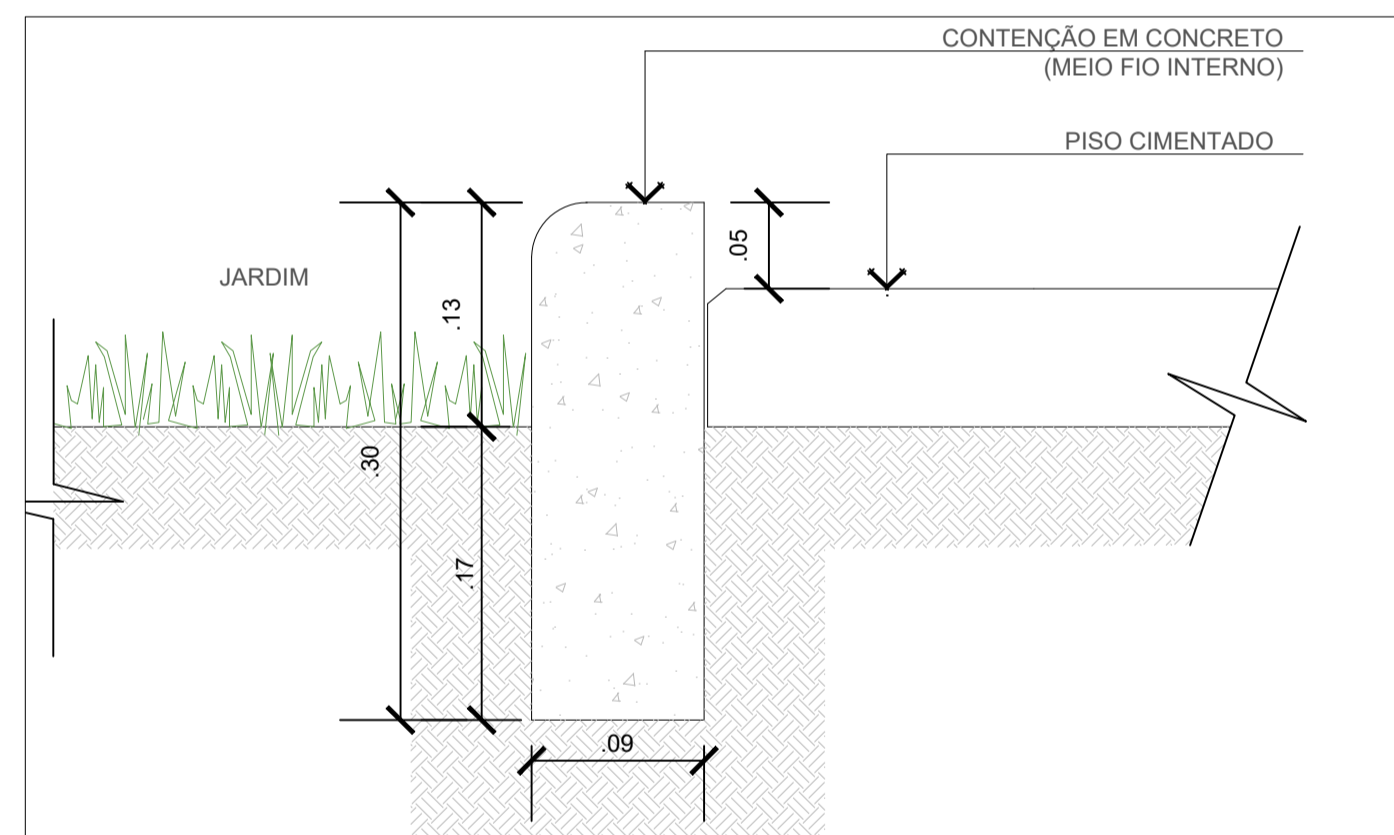 CONTENÇÃO EM CONCRETO
(MEIO FIO INTERNO)
PISO CIMENTADO
.05
JARDIM
.13
.30
.17
.09